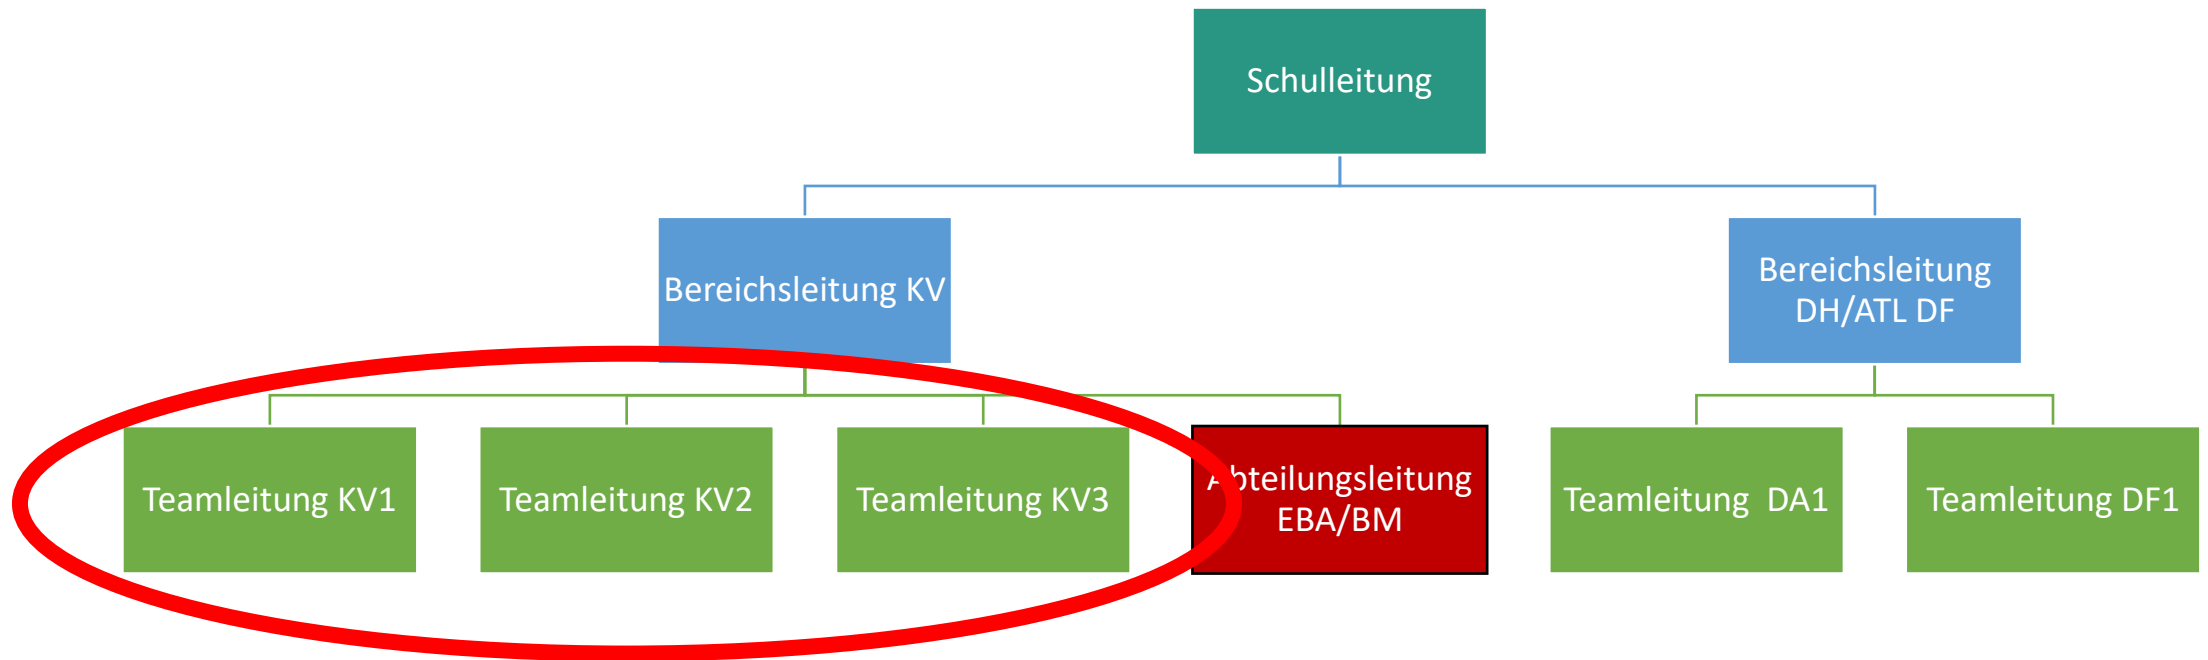 Schulleitung
Bereichsleitung KV
Bereichsleitung
DH/ATL DF
Teamleitung KV1
Teamleitung KV2
Teamleitung KV3
Abteilungsleitung
EBA/BM
Teamleitung DA1
Teamleitung DF1